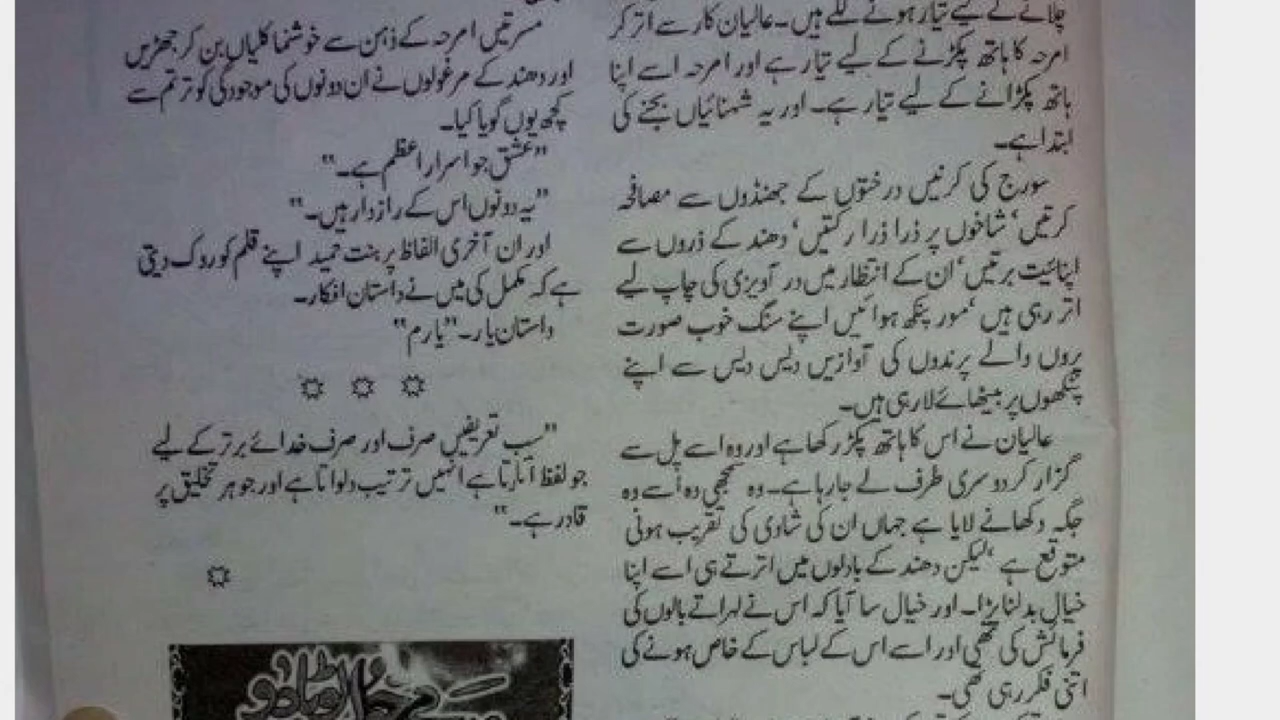 چلانے کے لیے تیار ہونے لگے ہیں۔ عالیان کار سے اتر کر
امرحہ کا ہاتھ پکڑنے کے لیے تیار ہے اور امرحہ اسے اپنا
ہاتھ پکڑانے کے لیے تیار ہے۔ اور یہ شہنائیاں بجنے کی
ابتدا ہے۔
سورج کی کرنیں درختوں کے جھنڈوں سے مصافحہ
کرتیں‘ شاخوں پر ذرا ذرا رکتیں‘ دھند کے ذروں سے
اپنائیت برتیں‘ ان کے انتظار میں در آویزی کی چاپ لیے
اتر رہی ہیں‘ مور پنکھ ہوائیں اپنے سنگ خوب صورت
پروں والے پرندوں کی آوازیں دیس دیس سے اپنے
پنکھوں پر بیٹھائے لا رہی ہیں۔
عالیان نے اس کا ہاتھ پکڑ رکھا ہے اور وہ اسے پل سے
گزار کر دوسری طرف لے جا رہا ہے۔ وہ سمجھی وہ اسے وہ
جگہ دکھانے لایا ہے جہاں ان کی شادی کی تقریب ہونی
متوقع ہے‘ لیکن دھند کے بادلوں میں اترتے ہی اسے اپنا
خیال بدلنا پڑا۔ اور خیال سا آیا کہ اس نے لہراتے بالوں کی
فرمائش کی تھی اور اسے اس کے لباس کے خاص ہونے کی
اتنی فکر رہی تھی۔
مسرتیں امرحہ کے ذہن سے خوشنما کلیاں بن کر جھڑیں
اور دھند کے مرغولوں نے ان دونوں کی موجودگی کو ترنم سے
کچھ یوں گویا کیا۔
”عشق جو اسرار اعظم ہے۔“
”یہ دونوں اس کے رازدار ہیں۔“
اور ان آخری الفاظ پر بنت حمید اپنے قلم کو روک دیتی
ہے کہ مکمل کی میں نے داستان افکار۔
داستان یار۔ ”یارم“
”سب تعریفیں صرف اور صرف خدائے برتر کے لیے
جو لفظ اتارتا ہے انہیں ترتیب دلواتا ہے اور جو ہر تخلیق پر
قادر ہے۔“